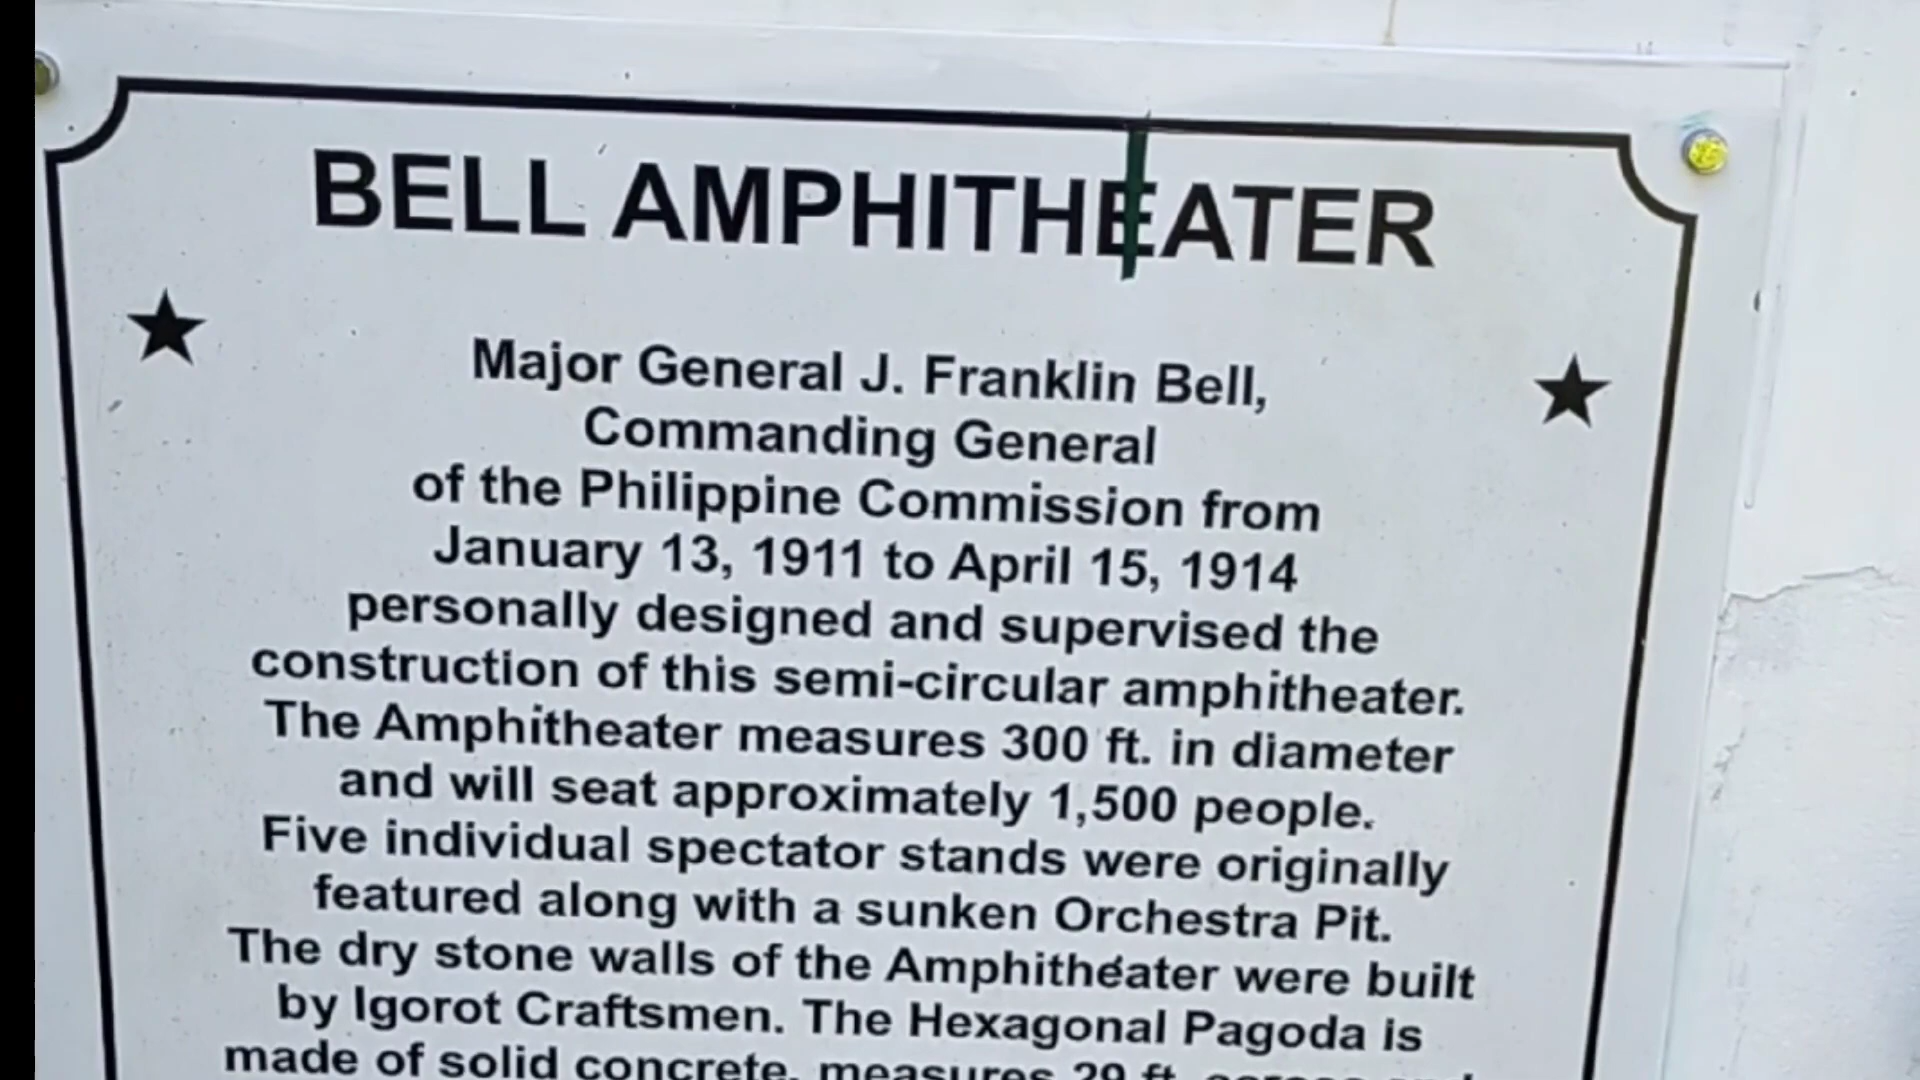 BELL AMPHITHEATER
Major General J. Franklin Bell,
Commanding General
of the Philippine Commission from
January 13, 1911 to April 15, 1914
personally designed and supervised the
construction of this semi-circular amphitheater.
The Amphitheater measures 300 ft. in diameter
and will seat approximately 1,500 people.
Five individual spectator stands were originally
featured along with a sunken Orchestra Pit.
The dry stone walls of the Amphitheater were built
by Igorot Craftsmen. The Hexagonal Pagoda is
made of solid concrete, measures 29 ft.